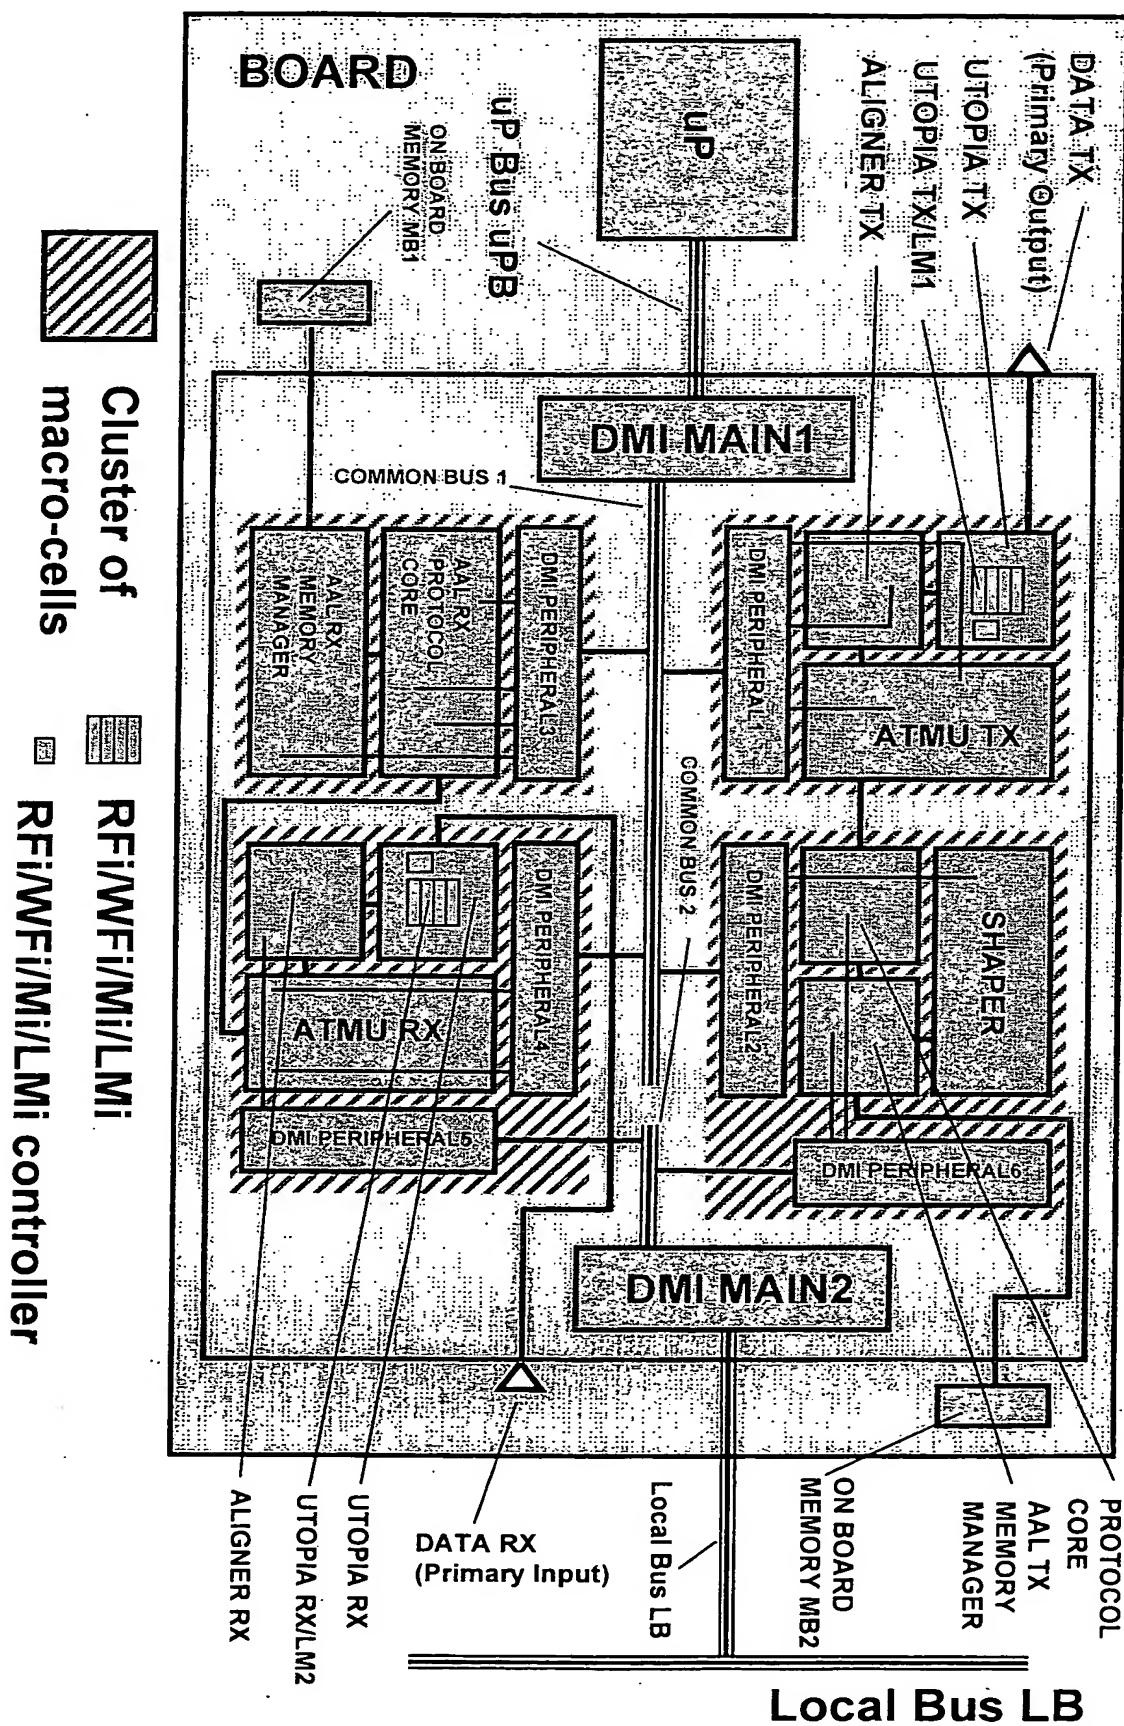 BOARD
uP
uP Bus uPB
ON BOARD
MEMORY MB1
DATA TX
(Primary Output)
UTOPIA TX
UTOPIA TX/LM1
ALIGNER TX
DMI MAIN1
COMMON BUS 1
DMI PERIPHERAL1
ATMU TX
DMI PERIPHERAL3
AAL RX
PROTOCOL
CORE
AAL RX
MEMORY
MANAGER
COMMON BUS 2
DMI PERIPHERAL2
SHAPER
DMI PERIPHERAL4
ATMU RX
DMI PERIPHERAL5
DMI PERIPHERAL6
DMI MAIN2
PROTOCOL
CORE
AAL TX
MEMORY
MANAGER
ON BOARD
MEMORY MB2
Local Bus LB
DATA RX
(Primary Input)
UTOPIA RX
UTOPIA RX/LM2
ALIGNER RX
Local Bus LB
Cluster of
macro-cells
RFi/WFi/Mi/LMi
RFi/WFi/Mi/LMi controller